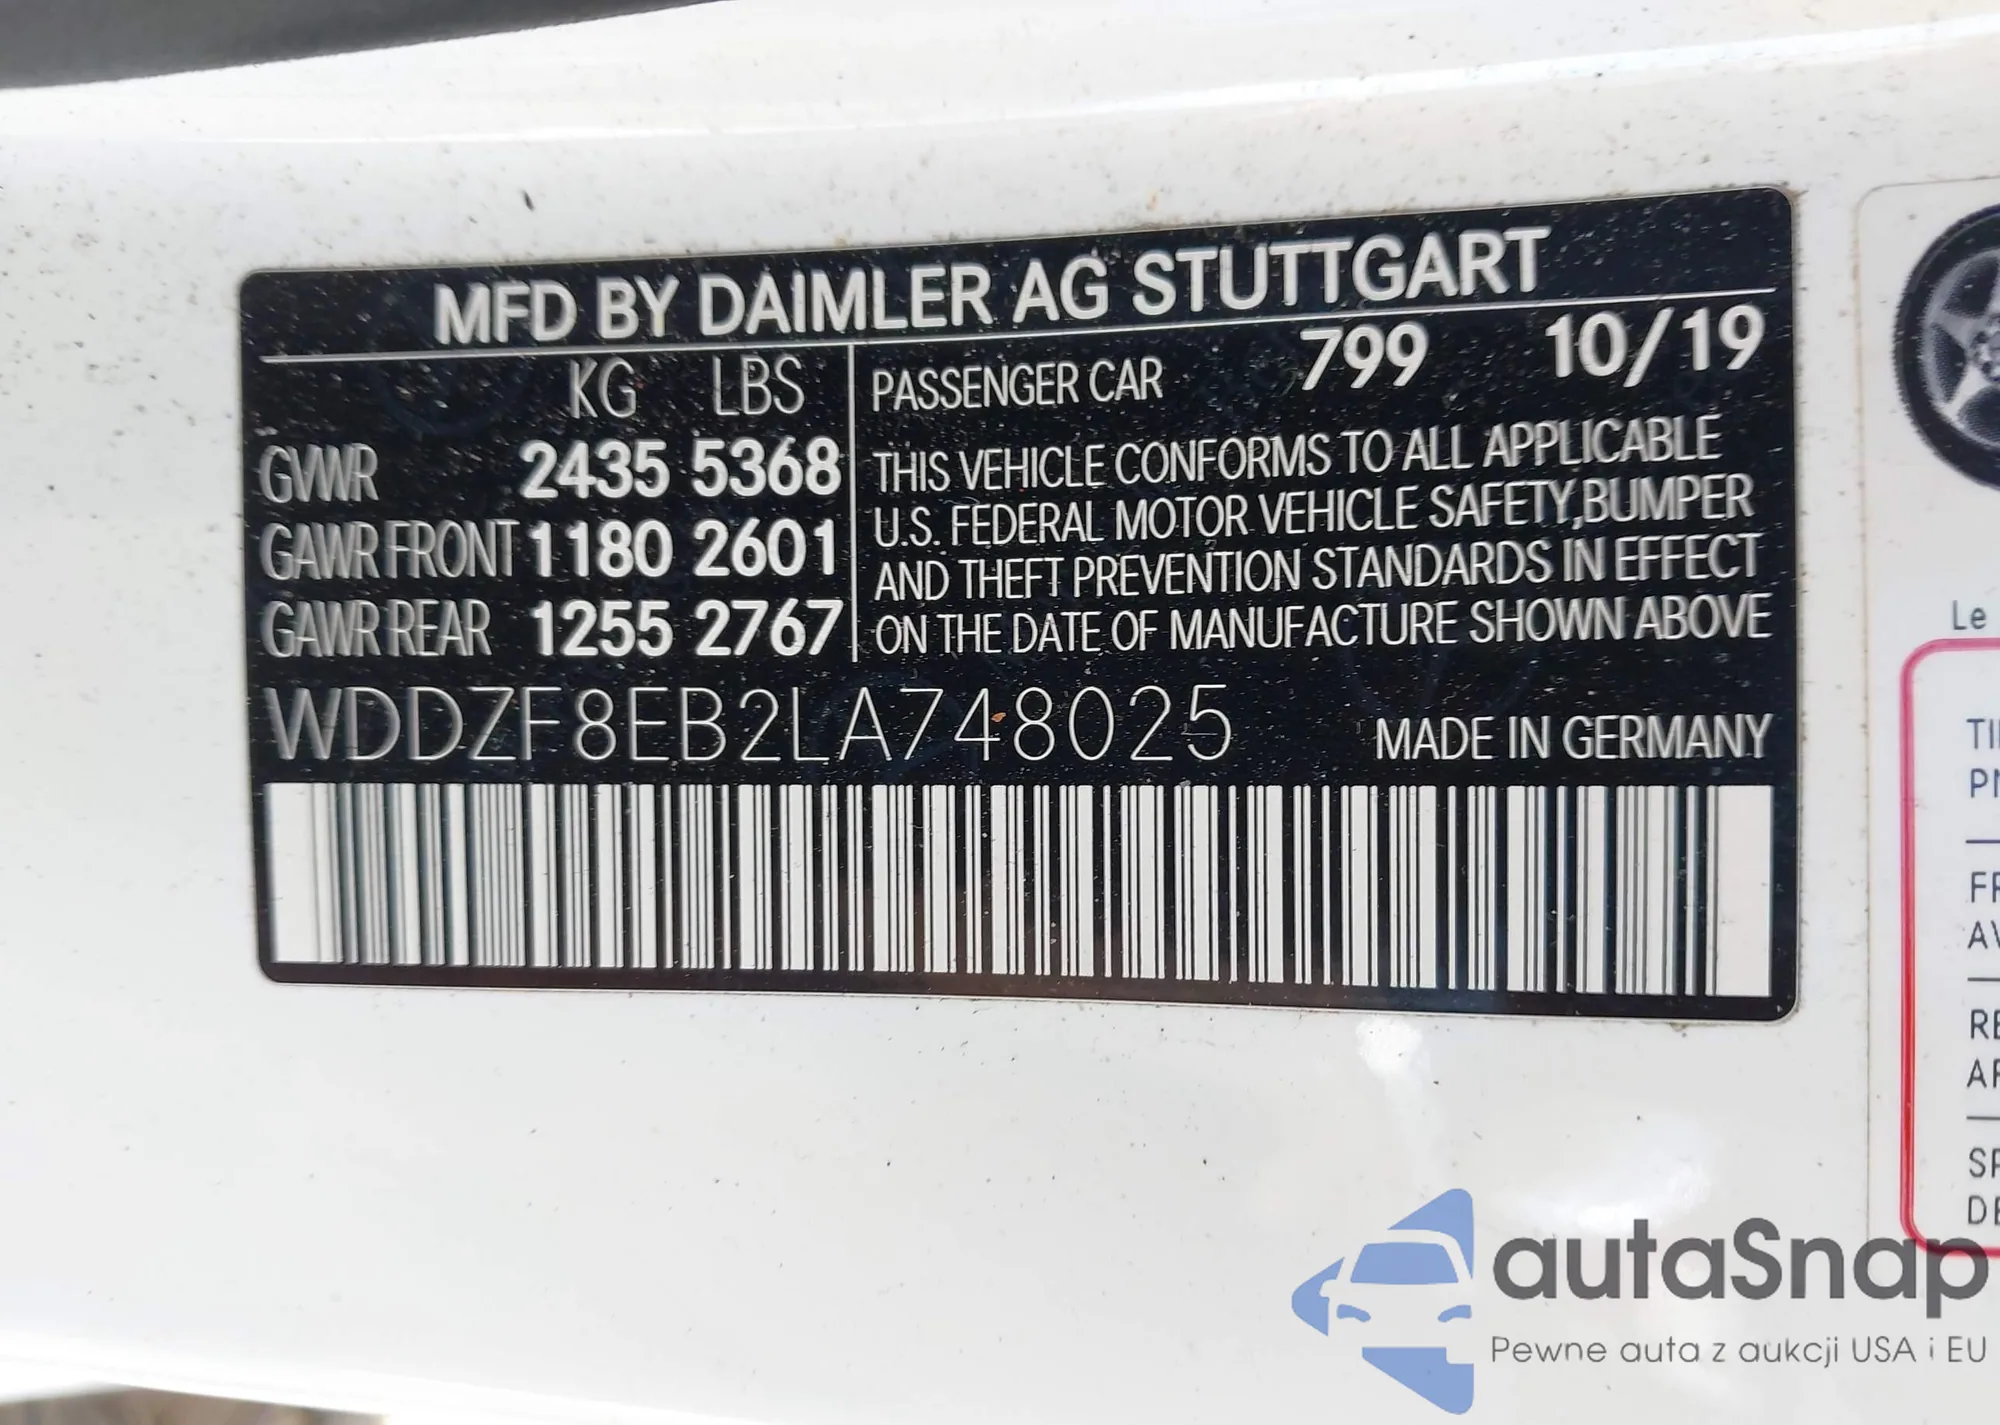 MFD BY DAIMLER AG STUTTGART
KG LBS
GVWR 2435 5368
GAWR FRONT 1180 2601
GAWR REAR 1255 2767
PASSENGER CAR 799 10/19
THIS VEHICLE CONFORMS TO ALL APPLICABLE
U.S. FEDERAL MOTOR VEHICLE SAFETY,BUMPER
AND THEFT PREVENTION STANDARDS IN EFFECT
ON THE DATE OF MANUFACTURE SHOWN ABOVE
WDDZF8EB2LA748025
MADE IN GERMANY
Le
autaSnap
Pewne auta z aukcji USA i EU